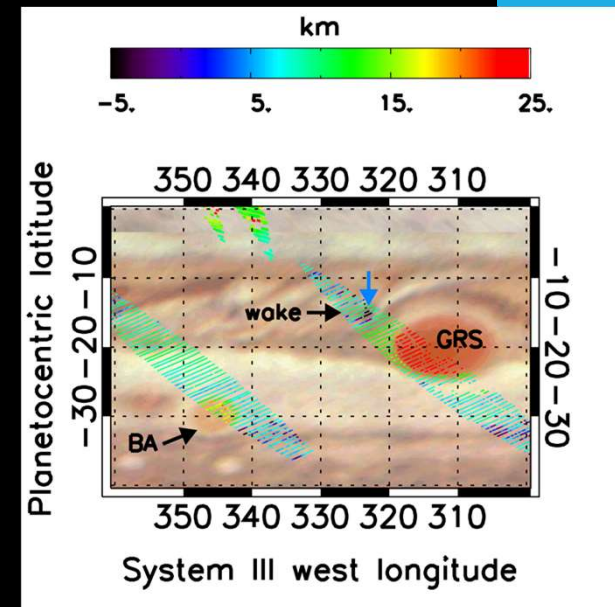 km
-5. 5. 15. 25.
350 340 330 320 310
Planetocentric latitude
-10
-20
-30
wake
GRS
BA
-10
-20
-30
350 340 330 320 310
System III west longitude